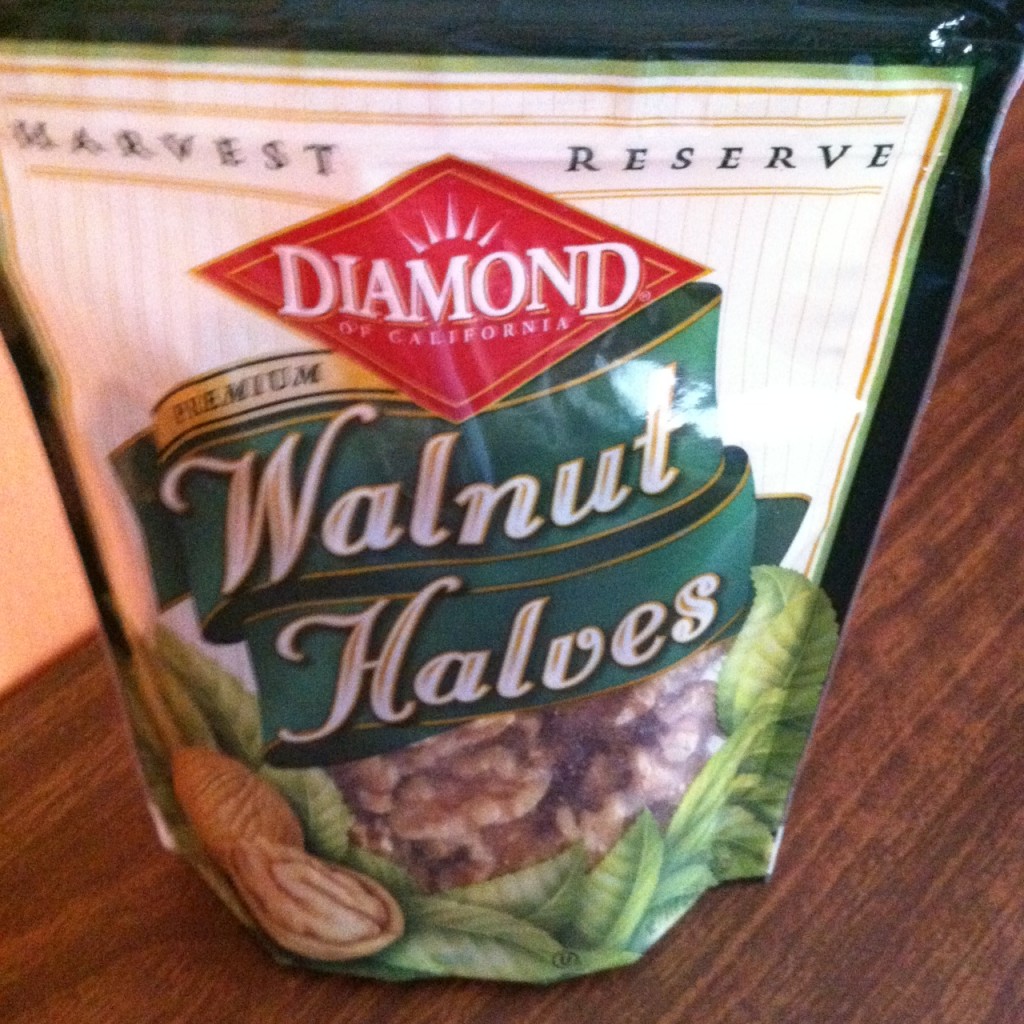 HARVEST RESERVE
DIAMOND®
OF CALIFORNIA
PREMIUM
Walnut
Halves
U